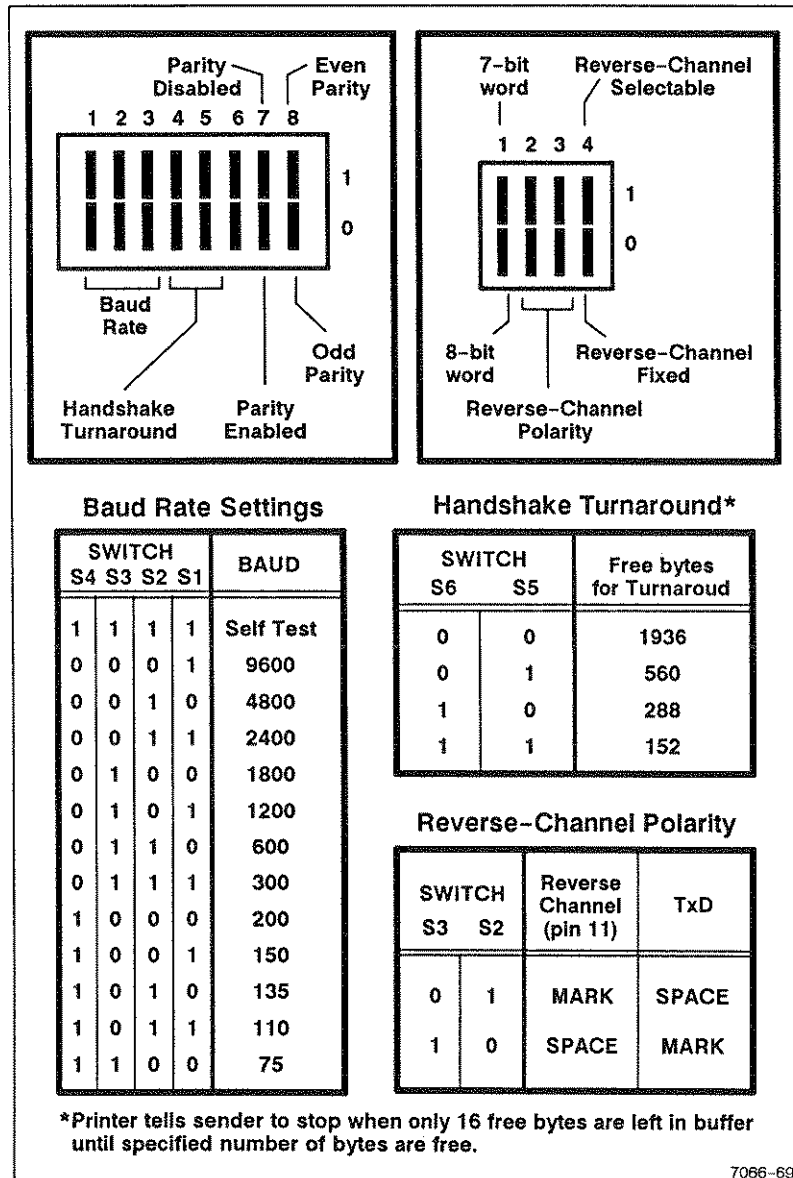 Parity Disabled
Even Parity
1 2 3 4 5 6 7 8
1
0
Baud Rate
Odd Parity
Handshake Turnaround
Parity Enabled
7-bit word
Reverse-Channel Selectable
1 2 3 4
1
0
8-bit word
Reverse-Channel Fixed
Reverse-Channel Polarity
Baud Rate Settings
SWITCH
S4 S3 S2 S1
BAUD
1 1 1 1 Self Test
0 0 0 1 9600
0 0 1 0 4800
0 0 1 1 2400
0 1 0 0 1800
0 1 0 1 1200
0 1 1 0 600
0 1 1 1 300
1 0 0 0 200
1 0 0 1 150
1 0 1 0 135
1 0 1 1 110
1 1 0 0 75
Handshake Turnaround*
SWITCH
S6 S5
Free bytes
for Turnaroud
0 0 1936
0 1 560
1 0 288
1 1 152
Reverse-Channel Polarity
SWITCH
S3 S2
Reverse
Channel
(pin 11)
TxD
0 1 MARK SPACE
1 0 SPACE MARK
*Printer tells sender to stop when only 16 free bytes are left in buffer
until specified number of bytes are free.
7066-69